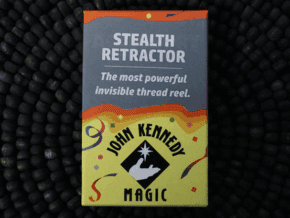 STEALTH
RETRACTOR
The most powerful
invisible thread reel.
JOHN KENNEDY
MAGIC